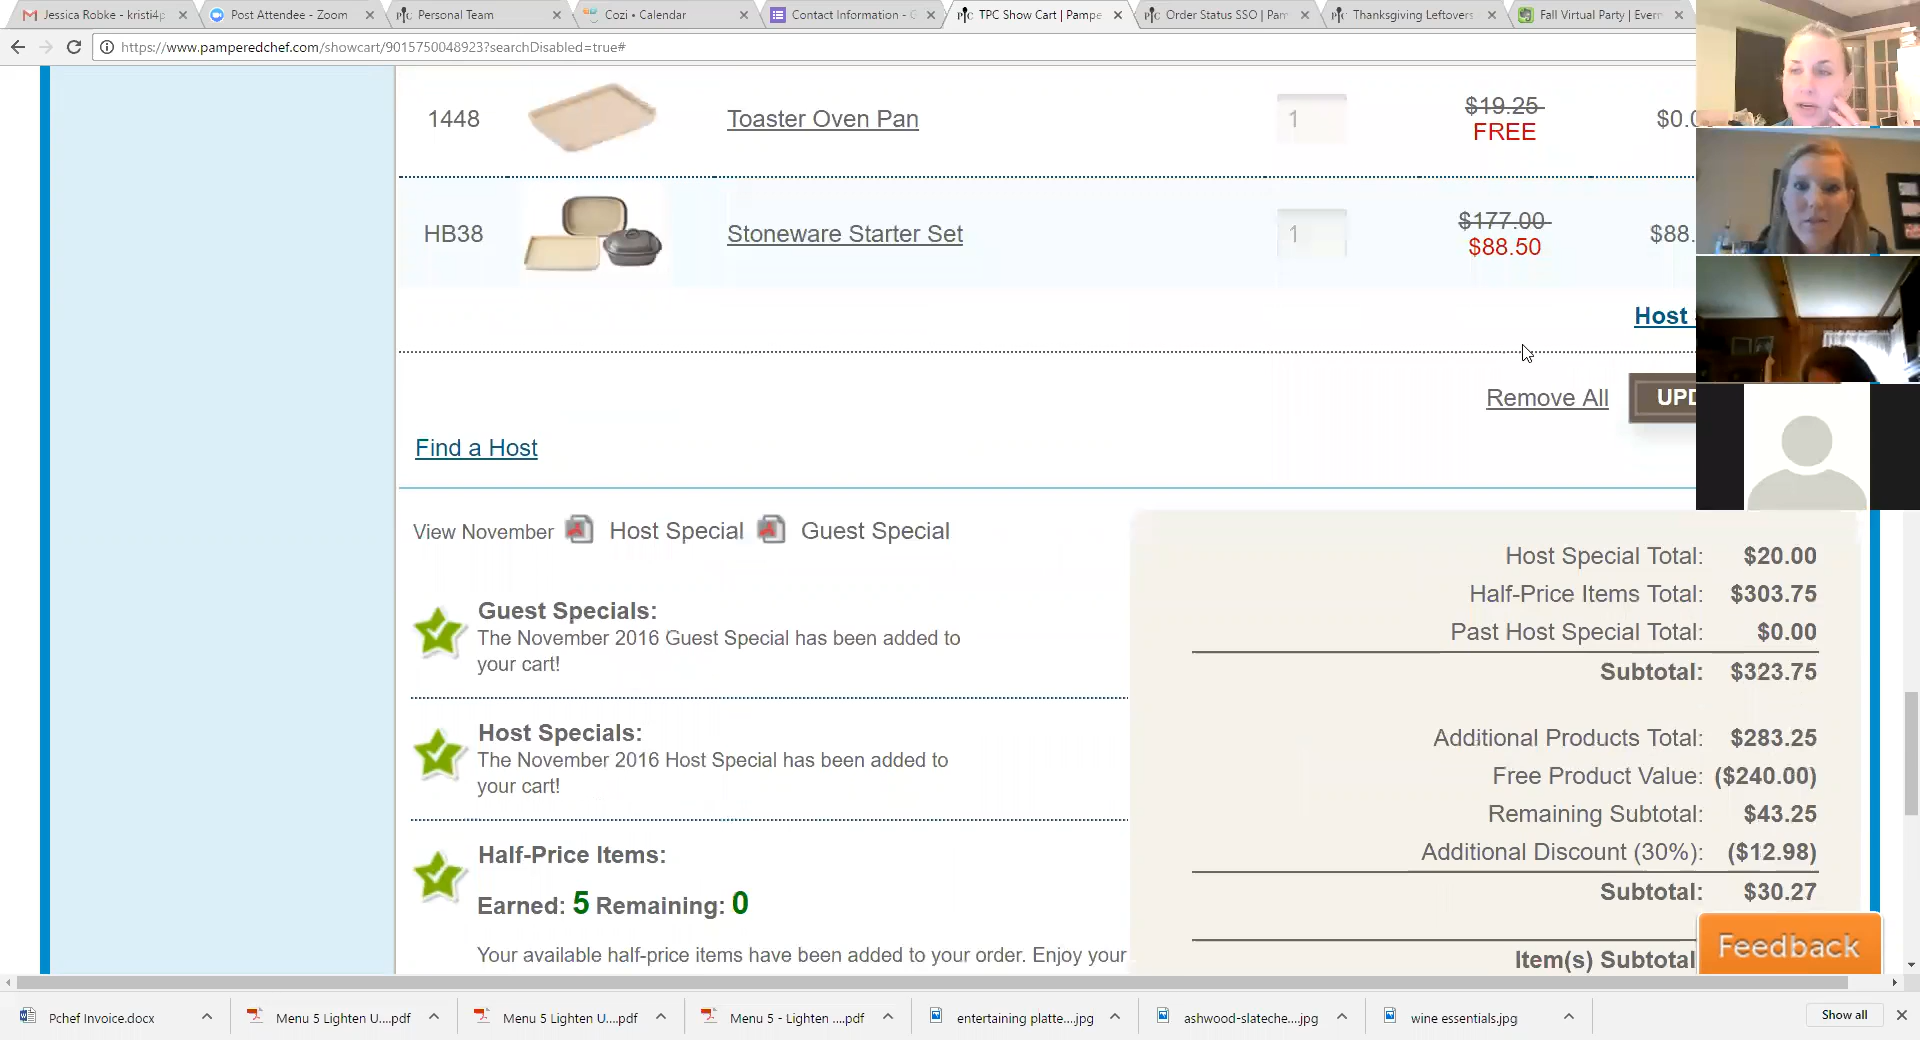 Jessica Robke - kristi4p
Post Attendee - Zoom
Personal Team
Cozi • Calendar
Contact Information - G
TPC Show Cart | Pampe
Order Status SSO | Pam
Thanksgiving Leftovers
Fall Virtual Party | Evern
https://www.pamperedchef.com/showcart/9015750048923?searchDisabled=true#
1448
Toaster Oven Pan
1
$19.25
FREE
$0.0
HB38
Stoneware Starter Set
1
$177.00
$88.50
$88.
Host
Remove All
UPD
Find a Host
View November Host Special Guest Special
Guest Specials:
The November 2016 Guest Special has been added to
your cart!
Host Specials:
The November 2016 Host Special has been added to
your cart!
Half-Price Items:
Earned: 5 Remaining: 0
Your available half-price items have been added to your order. Enjoy your
Host Special Total: $20.00
Half-Price Items Total: $303.75
Past Host Special Total: $0.00
Subtotal: $323.75
Additional Products Total: $283.25
Free Product Value: ($240.00)
Remaining Subtotal: $43.25
Additional Discount (30%): ($12.98)
Subtotal: $30.27
Item(s) Subtotal
Feedback
Pchef Invoice.docx
Menu 5 Lighten U....pdf
Menu 5 Lighten U....pdf
Menu 5 - Lighten ....pdf
entertaining platte....jpg
ashwood-slateche....jpg
wine essentials.jpg
Show all